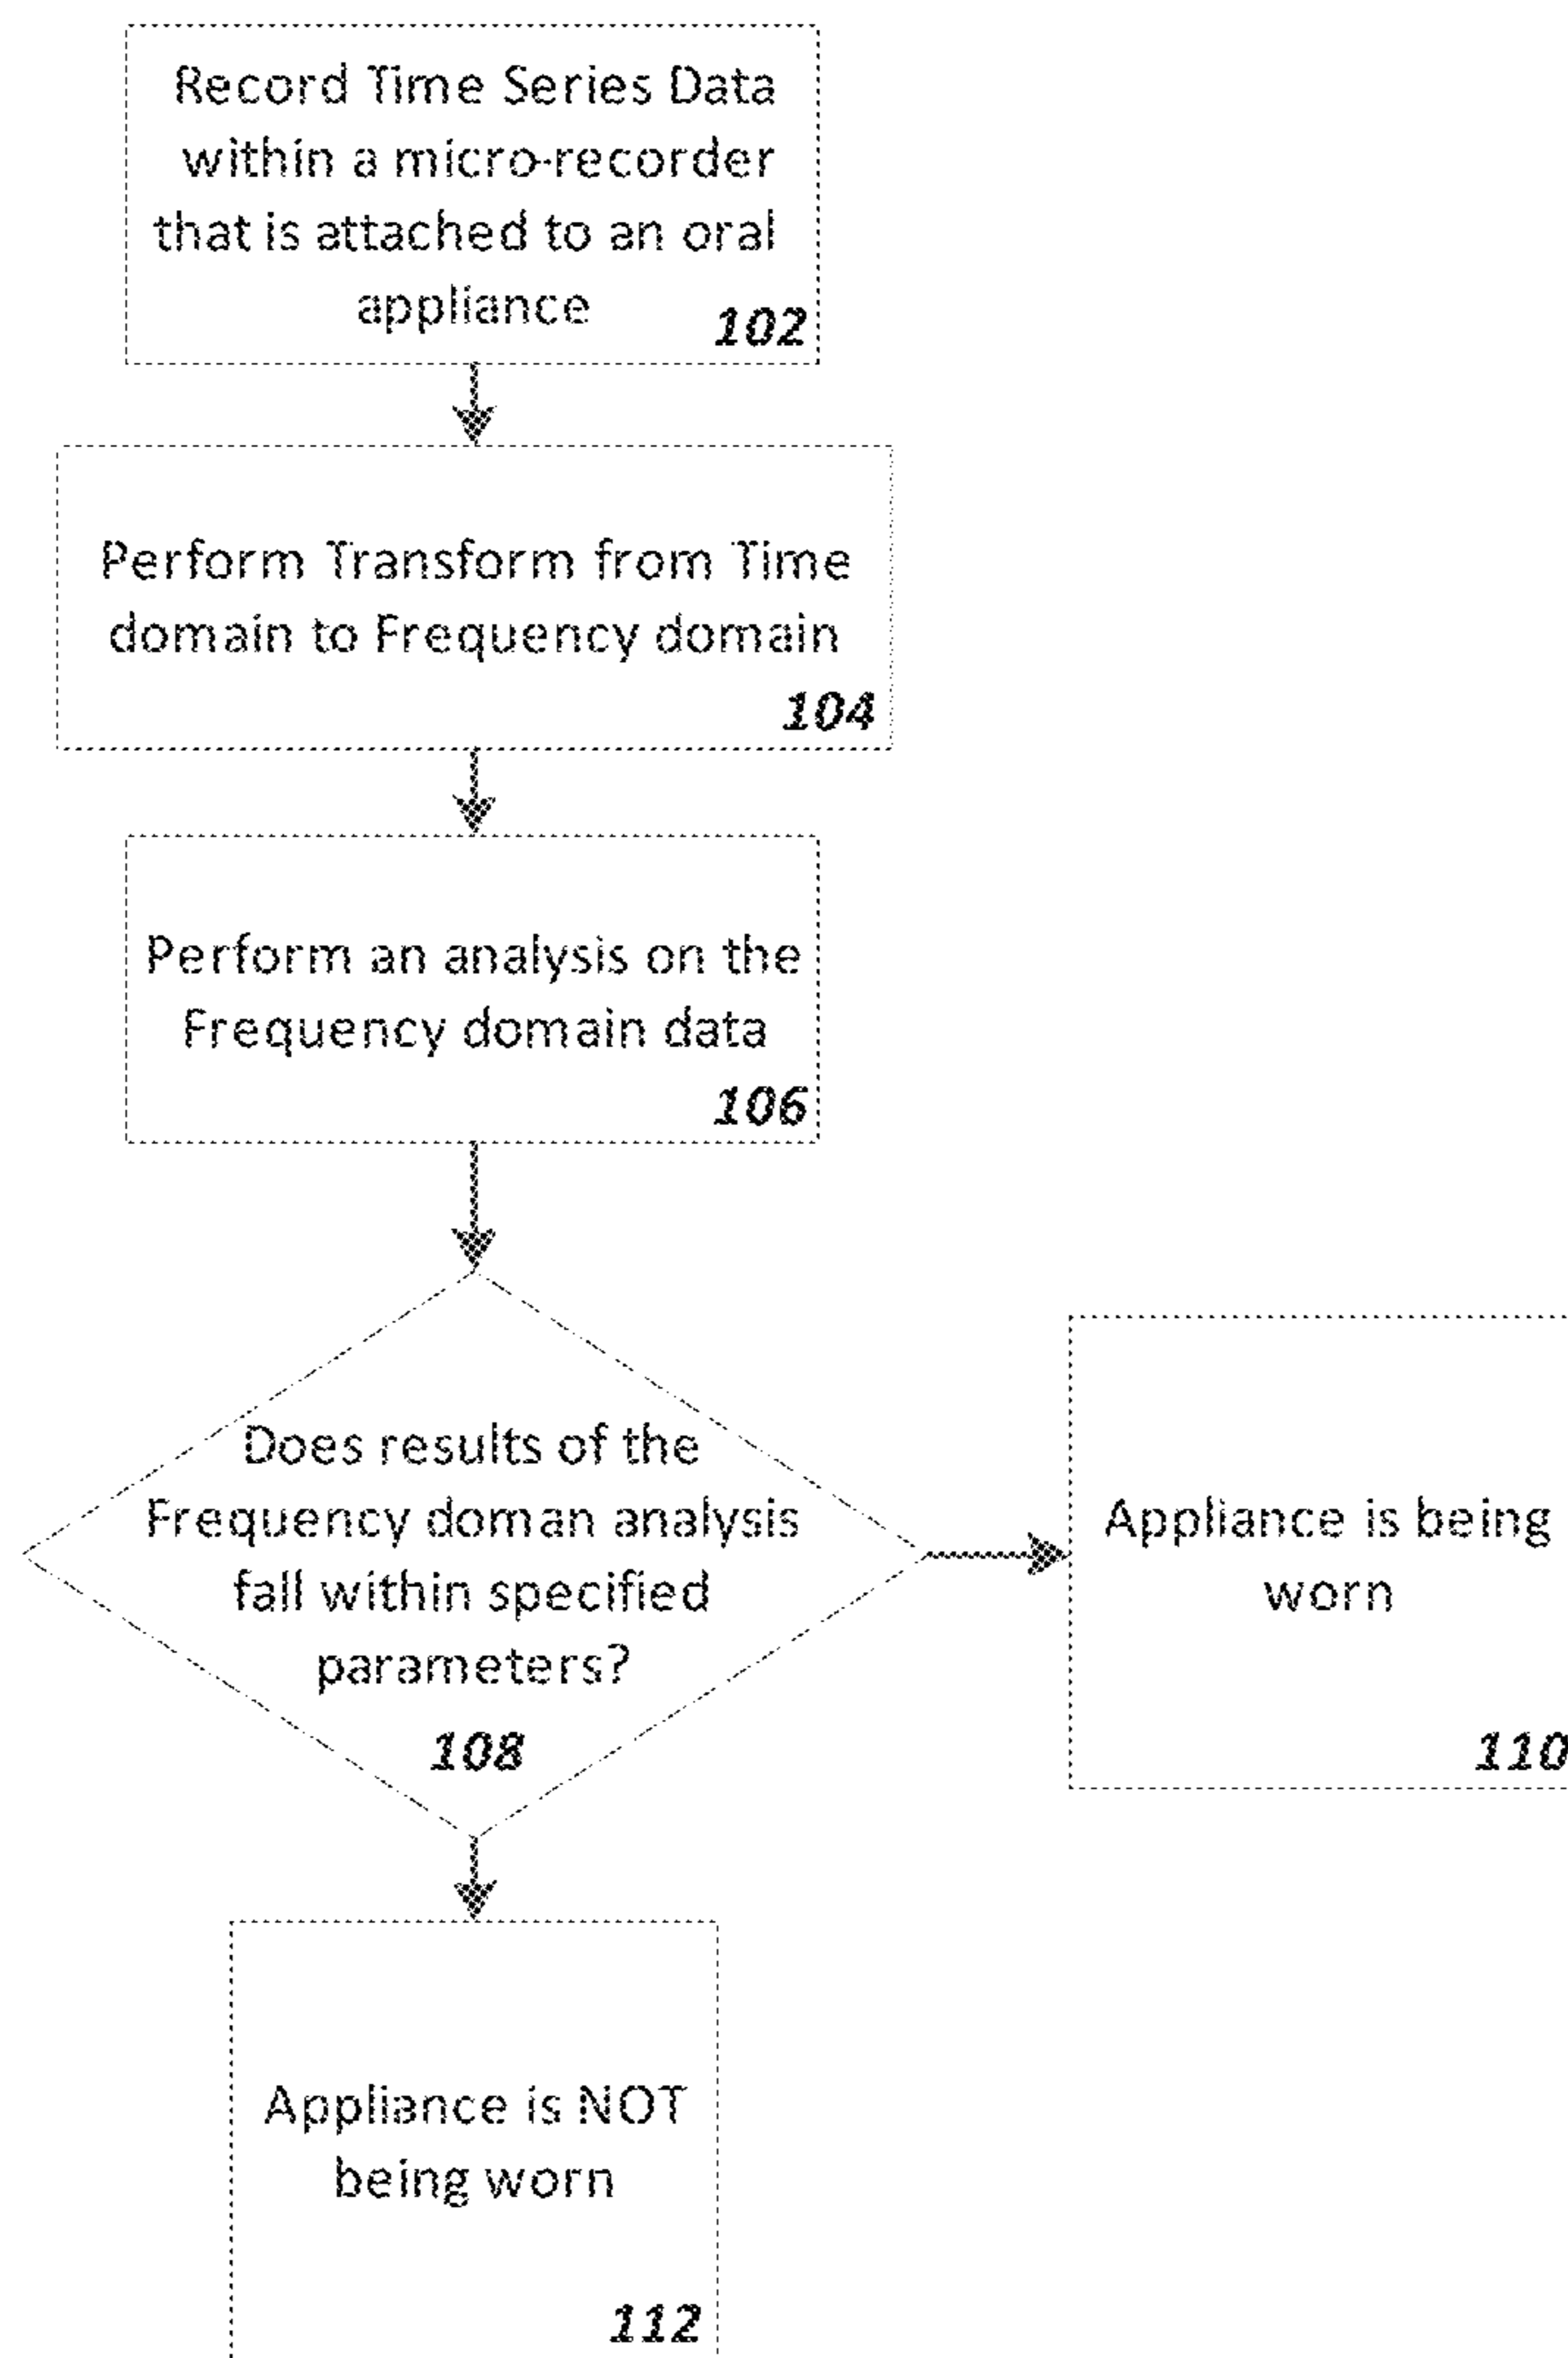 Record Time Series Data
within a micro-recorder
that is attached to an oral
appliance
102
Perform Transform from Time
domain to Frequency domain
104
Perform an analysis on the
Frequency domain data
106
Does results of the
Frequency doman analysis
fall within specified
parameters?
108
Appliance is being
worn
110
Appliance is NOT
being worn
112